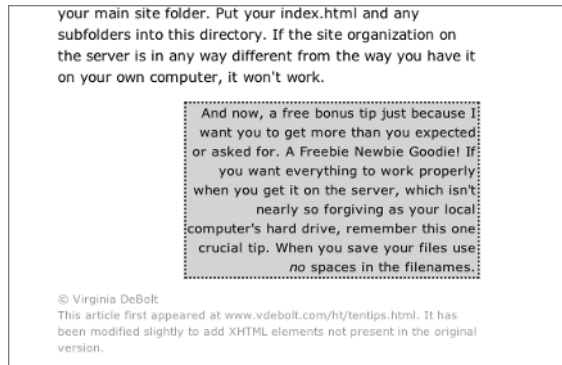 your main site folder. Put your index.html and any
subfolders into this directory. If the site organization on
the server is in any way different from the way you have it
on your own computer, it won't work.
And now, a free bonus tip just because I
want you to get more than you expected
or asked for. A Freebie Newbie Goodie! If
you want everything to work properly
when you get it on the server, which isn't
nearly so forgiving as your local
computer's hard drive, remember this one
crucial tip. When you save your files use
no spaces in the filenames.
© Virginia DeBolt
This article first appeared at www.vdebolt.com/ht/tentips.html. It has
been modified slightly to add XHTML elements not present in the original
version.